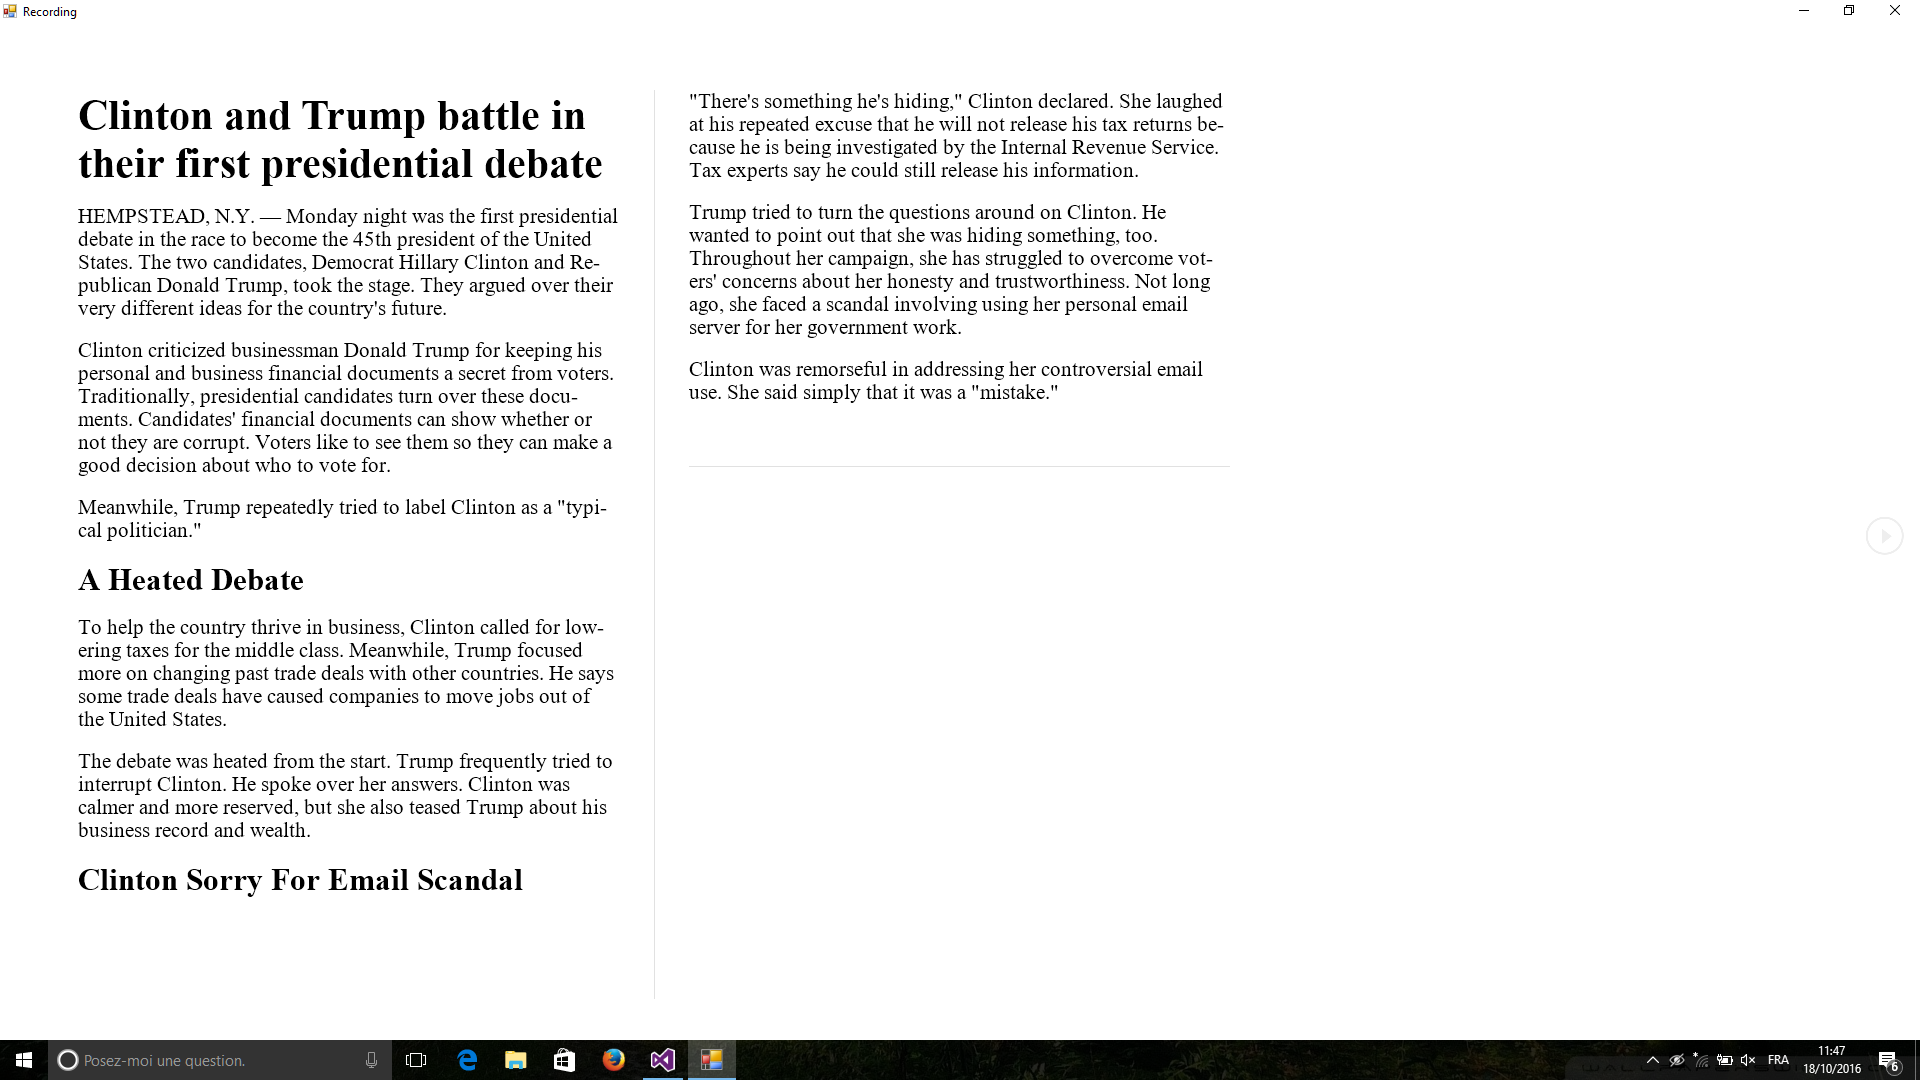 Recording
Clinton and Trump battle in
their first presidential debate
HEMPSTEAD, N.Y. — Monday night was the first presidential
debate in the race to become the 45th president of the United
States. The two candidates, Democrat Hillary Clinton and Re-
publican Donald Trump, took the stage. They argued over their
very different ideas for the country's future.
Clinton criticized businessman Donald Trump for keeping his
personal and business financial documents a secret from voters.
Traditionally, presidential candidates turn over these docu-
ments. Candidates' financial documents can show whether or
not they are corrupt. Voters like to see them so they can make a
good decision about who to vote for.
Meanwhile, Trump repeatedly tried to label Clinton as a "typi-
cal politician."
A Heated Debate
To help the country thrive in business, Clinton called for low-
ering taxes for the middle class. Meanwhile, Trump focused
more on changing past trade deals with other countries. He says
some trade deals have caused companies to move jobs out of
the United States.
The debate was heated from the start. Trump frequently tried to
interrupt Clinton. He spoke over her answers. Clinton was
calmer and more reserved, but she also teased Trump about his
business record and wealth.
Clinton Sorry For Email Scandal
"There's something he's hiding," Clinton declared. She laughed
at his repeated excuse that he will not release his tax returns be-
cause he is being investigated by the Internal Revenue Service.
Tax experts say he could still release his information.
Trump tried to turn the questions around on Clinton. He
wanted to point out that she was hiding something, too.
Throughout her campaign, she has struggled to overcome vot-
ers' concerns about her honesty and trustworthiness. Not long
ago, she faced a scandal involving using her personal email
server for her government work.
Clinton was remorseful in addressing her controversial email
use. She said simply that it was a "mistake."
Posez-moi une question.
FRA
11:47
18/10/2016
6